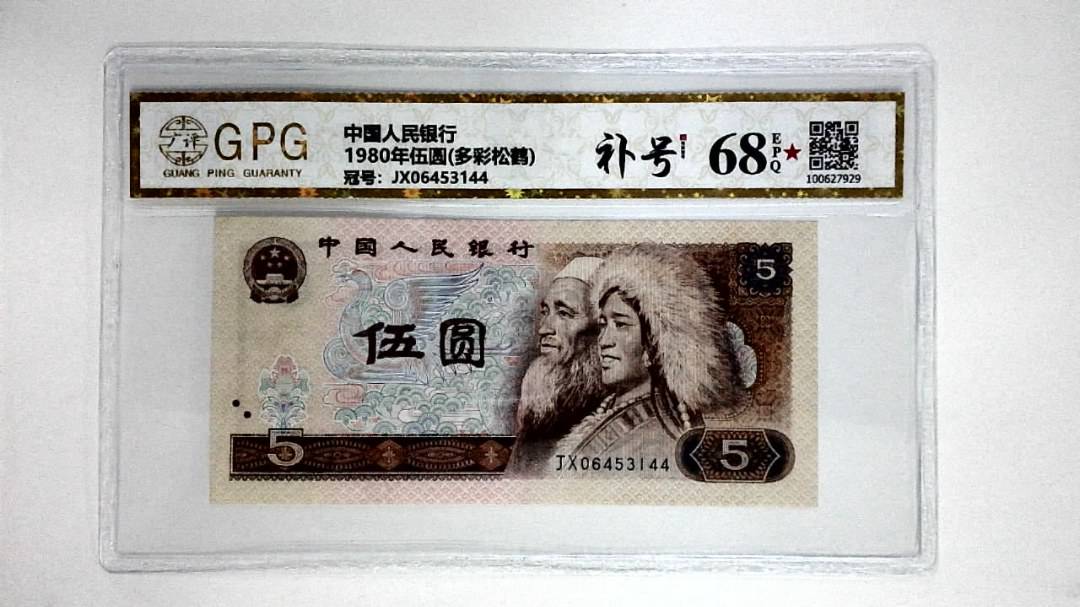 广评
GPG
GUANG PING GUARANTY
中国人民银行
1980年伍圆(多彩松鹤)
冠号：JX06453144
补号
68
EPQ
100627929
中国人民银行
5
伍圆
5
JX06453144
5